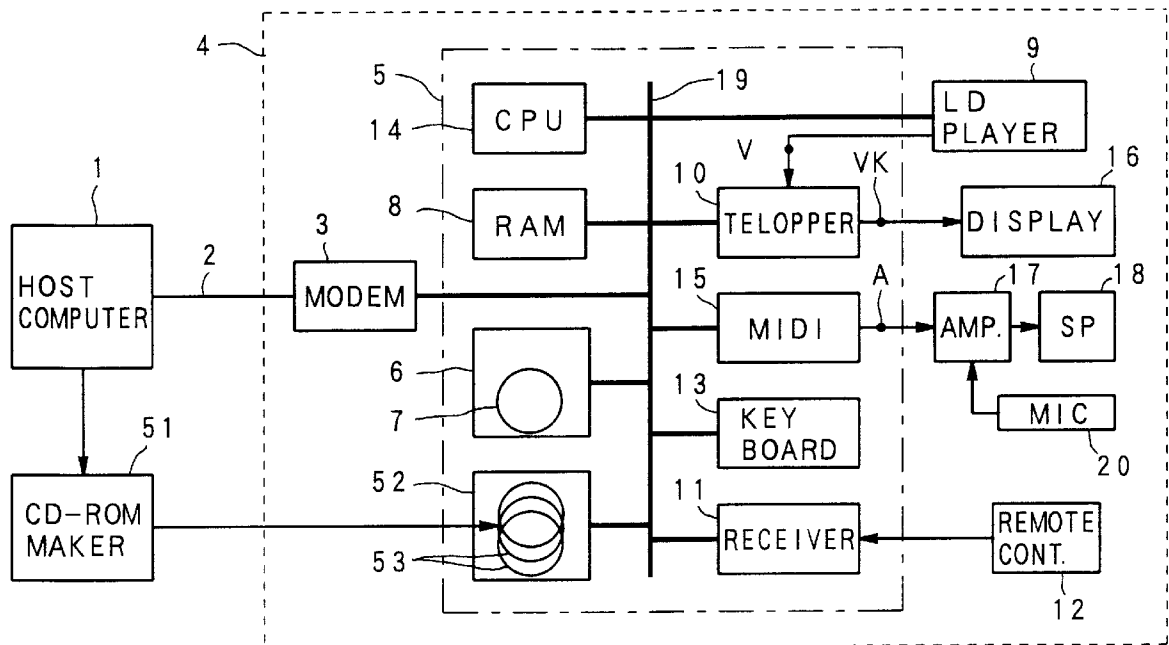 4
5
19
9
CPU
LD
PLAYER
14
V
VK
16
1
8
10
RAM
TELOPPER
DISPLAY
2
3
HOST
COMPUTER
MODEM
15
A
17
18
MIDI
AMP.
SP
6
7
13
KEY
BOARD
MIC
20
51
52
11
CD-ROM
MAKER
53
RECEIVER
REMOTE
CONT.
12